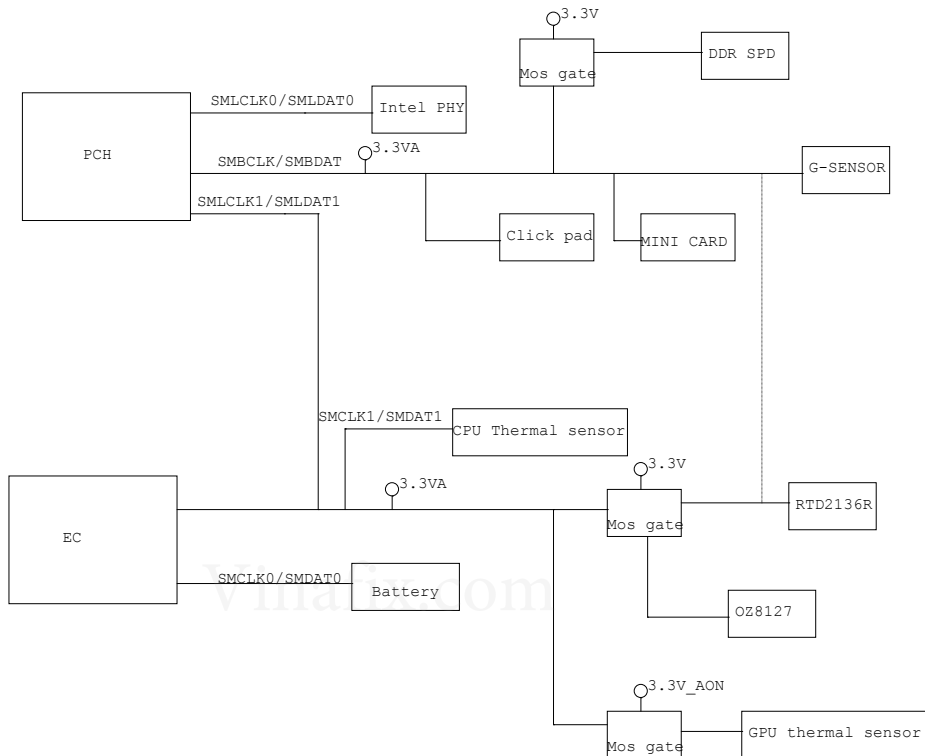 3.3V
Mos gate
DDR SPD
SMLCLK0/SMLDAT0
Intel PHY
PCH
SMBCLK/SMBDAT
3.3VA
G-SENSOR
SMLCLK1/SMLDAT1
Click pad
MINI CARD
SMCLK1/SMDAT1
CPU Thermal sensor
3.3V
3.3VA
Mos gate
RTD2136R
EC
SMCLK0/SMDAT0
Battery
Vinafix.com
OZ8127
3.3V_AON
Mos gate
GPU thermal sensor